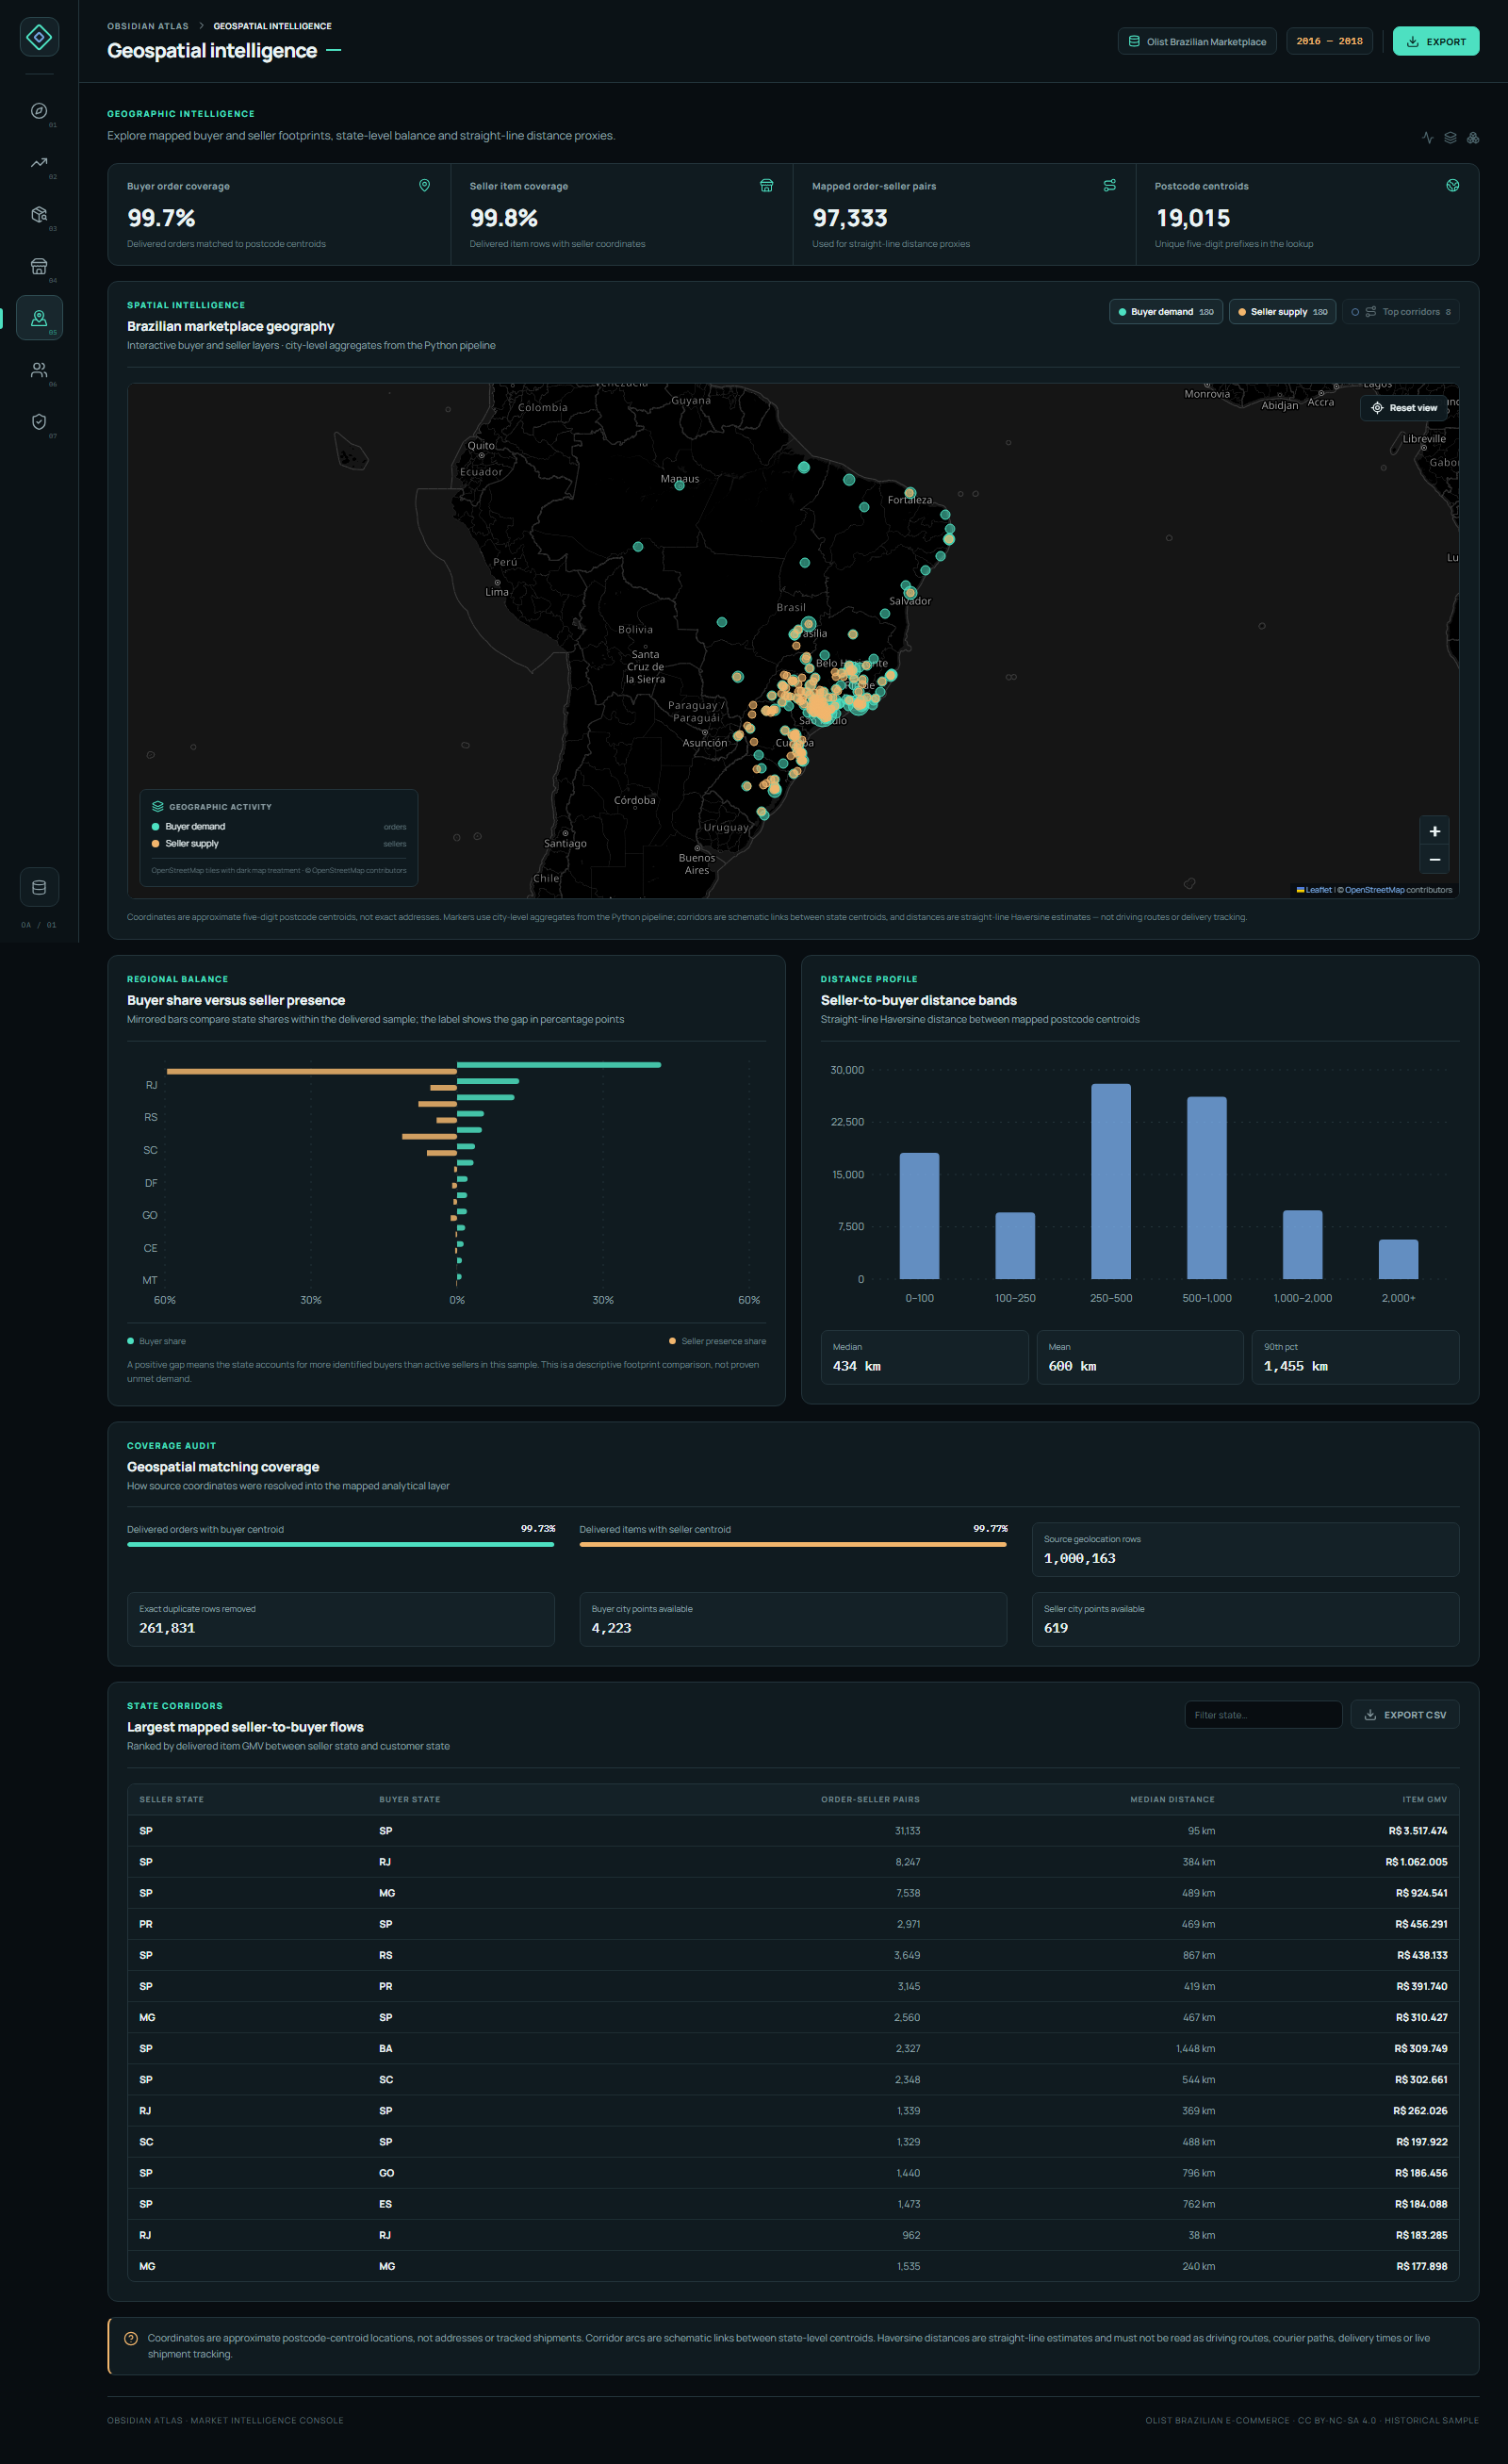 OBSIDIAN ATLAS > GEOSPATIAL INTELLIGENCE
Geospatial intelligence
Olist Brazilian Marketplace
2016 — 2018
EXPORT
01
02
03
04
05
06
07
OA / 01
GEOGRAPHIC INTELLIGENCE
Explore mapped buyer and seller footprints, state-level balance and straight-line distance proxies.
Buyer order coverage
99.7%
Delivered orders matched to postcode centroids
Seller item coverage
99.8%
Delivered item rows with seller coordinates
Mapped order-seller pairs
97,333
Used for straight-line distance proxies
Postcode centroids
19,015
Unique five-digit prefixes in the lookup
SPATIAL INTELLIGENCE
Brazilian marketplace geography
Interactive buyer and seller layers · city-level aggregates from the Python pipeline
Buyer demand 180
Seller supply 180
Top corridors 8
Venezuela
Colombia
Guyana
Monrovia
Abidjan
Accra
Lagos
Reset view
Libreville
Quito
Ecuador
Manaus
Fortaleza
Perú
Lima
Salvador
Brasil
Bolivia
Santa
Cruz de
la Sierra
Paraguay /
Paraguái
Asunción
Córdoba
Uruguay
Santiago
Buenos
Aires
Chile
GEOGRAPHIC ACTIVITY
Buyer demand orders
Seller supply sellers
OpenStreetMap tiles with dark map treatment · © OpenStreetMap contributors
+
−
Leaflet | © OpenStreetMap contributors
Coordinates are approximate five-digit postcode centroids, not exact addresses. Markers use city-level aggregates from the Python pipeline; corridors are schematic links between state centroids, and distances are straight-line Haversine estimates — not driving routes or delivery tracking.
REGIONAL BALANCE
Buyer share versus seller presence
Mirrored bars compare state shares within the delivered sample; the label shows the gap in percentage points
RJ
RS
SC
DF
GO
CE
MT
60% 30% 0% 30% 60%
Buyer share
Seller presence share
A positive gap means the state accounts for more identified buyers than active sellers in this sample. This is a descriptive footprint comparison, not proven
unmet demand.
DISTANCE PROFILE
Seller-to-buyer distance bands
Straight-line Haversine distance between mapped postcode centroids
30,000
22,500
15,000
7,500
0
0–100 100–250 250–500 500–1,000 1,000–2,000 2,000+
Median
434 km
Mean
600 km
90th pct
1,455 km
COVERAGE AUDIT
Geospatial matching coverage
How source coordinates were resolved into the mapped analytical layer
Delivered orders with buyer centroid 99.73%
Delivered items with seller centroid 99.77%
Source geolocation rows
1,000,163
Exact duplicate rows removed
261,831
Buyer city points available
4,223
Seller city points available
619
STATE CORRIDORS
Largest mapped seller-to-buyer flows
Ranked by delivered item GMV between seller state and customer state
Filter state...
EXPORT CSV
SELLER STATE BUYER STATE ORDER-SELLER PAIRS MEDIAN DISTANCE ITEM GMV
SP SP 31,133 95 km R$ 3.517.474
SP RJ 8,247 384 km R$ 1.062.005
SP MG 7,538 489 km R$ 924.541
PR SP 2,971 469 km R$ 456.291
SP RS 3,649 867 km R$ 438.133
SP PR 3,145 419 km R$ 391.740
MG SP 2,560 467 km R$ 310.427
SP BA 2,327 1,448 km R$ 309.749
SP SC 2,348 544 km R$ 302.661
RJ SP 1,339 369 km R$ 262.026
SC SP 1,329 488 km R$ 197.922
SP GO 1,440 796 km R$ 186.456
SP ES 1,473 762 km R$ 184.088
RJ RJ 962 38 km R$ 183.285
MG MG 1,535 240 km R$ 177.898
Coordinates are approximate postcode-centroid locations, not addresses or tracked shipments. Corridor arcs are schematic links between state-level centroids. Haversine distances are straight-line estimates and must not be read as driving routes, courier paths, delivery times or live
shipment tracking.
OBSIDIAN ATLAS · MARKET INTELLIGENCE CONSOLE
OLIST BRAZILIAN E-COMMERCE · CC BY-NC-SA 4.0 · HISTORICAL SAMPLE